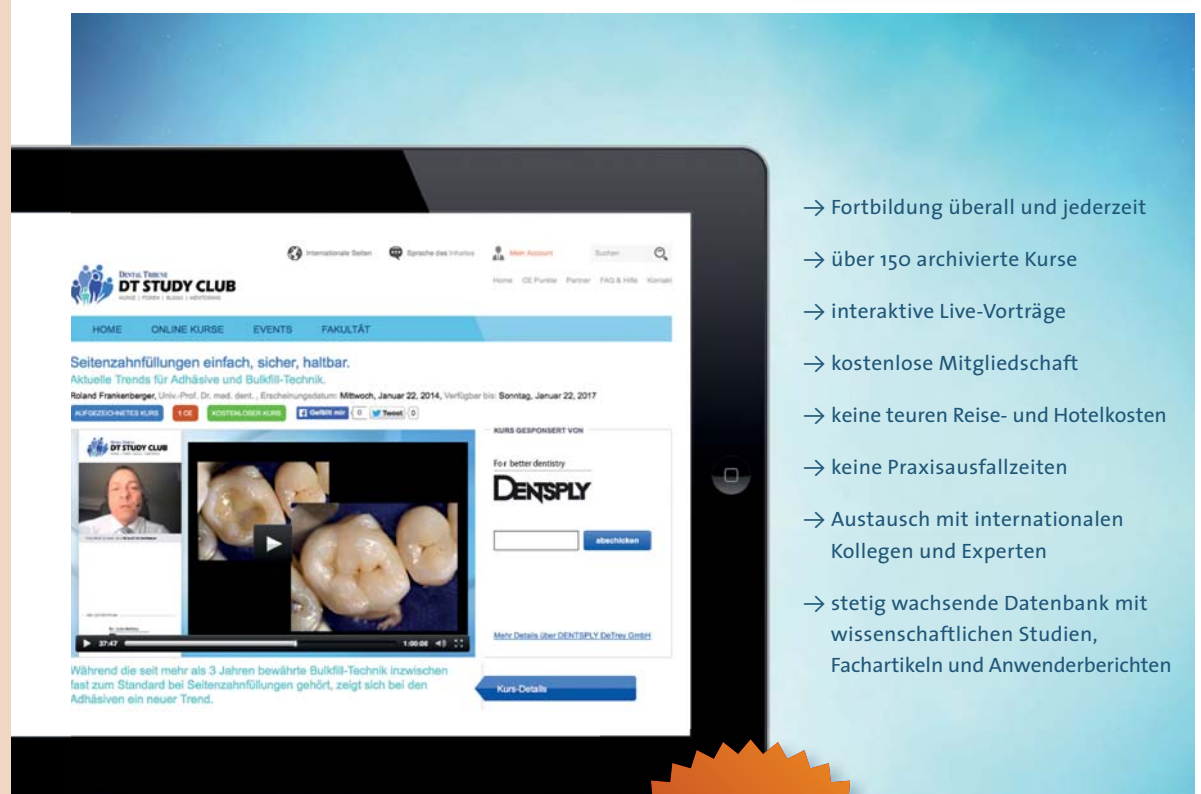 Internationale Seiten
Sprache des Inhaltes
Mein Account
Suchen
DENTAL TRIBUNE
DT STUDY CLUB
KURSE | FOREN | BLOGS | MENTORING
Home CE Punkte Partner FAQ & Hilfe Kontakt
HOME ONLINE KURSE EVENTS FAKULTÄT
Seitenzahnfüllungen einfach, sicher, haltbar.
Aktuelle Trends für Adhäsive und Bulkfill-Technik.
Roland Frankenberger, Univ.-Prof. Dr. med. dent. , Erscheinungsdatum: Mittwoch, Januar 22, 2014, Verfügbar bis: Sonntag, Januar 22, 2017
AUFGEZEICHNETES KURS 1 CE KOSTENLOSER KURS Gefällt mir 0 Tweet 0
DENTAL TRIBUNE
DT STUDY CLUB
37:47
1:00:06
KURS GESPONSERT VON
For better dentistry
DENTSPLY
abschicken
Mehr Details über DENTSPLY DeTrey GmbH
Während die seit mehr als 3 Jahren bewährte Bulkfill-Technik inzwischen
fast zum Standard bei Seitenzahnfüllungen gehört, zeigt sich bei den
Adhäsiven ein neuer Trend.
Kurs-Details
→ Fortbildung überall und jederzeit
→ über 150 archivierte Kurse
→ interaktive Live-Vorträge
→ kostenlose Mitgliedschaft
→ keine teuren Reise- und Hotelkosten
→ keine Praxisausfallzeiten
→ Austausch mit internationalen
Kollegen und Experten
→ stetig wachsende Datenbank mit
wissenschaftlichen Studien,
Fachartikeln und Anwenderberichten